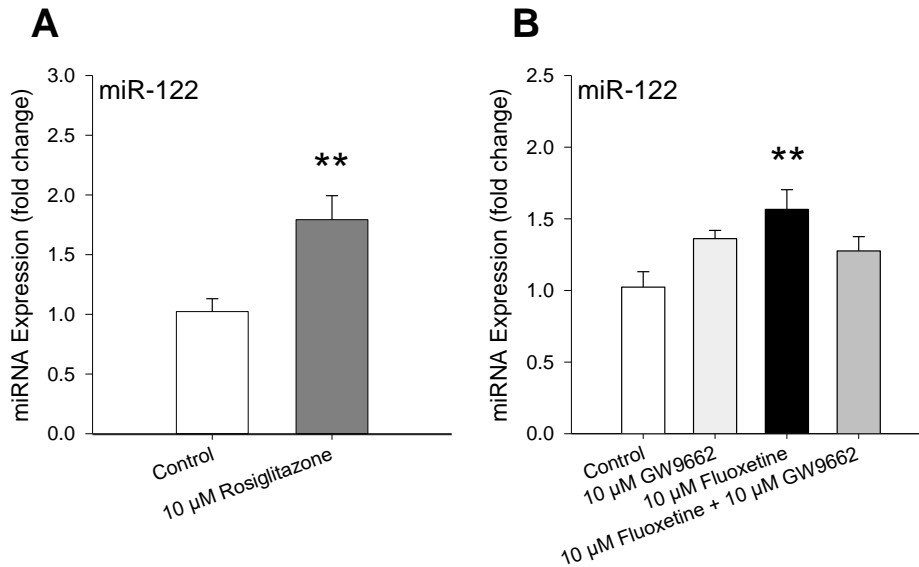 A
miRNA Expression (fold change)
3.0
2.5
2.0
1.5
1.0
0.5
0.0
miR-122
**
Control
10 µM Rosiglitazone
B
miRNA Expression (fold change)
2.5
2.0
1.5
1.0
0.5
0.0
miR-122
**
Control
10 µM GW9662
10 µM Fluoxetine
10 µM Fluoxetine + 10 µM GW9662